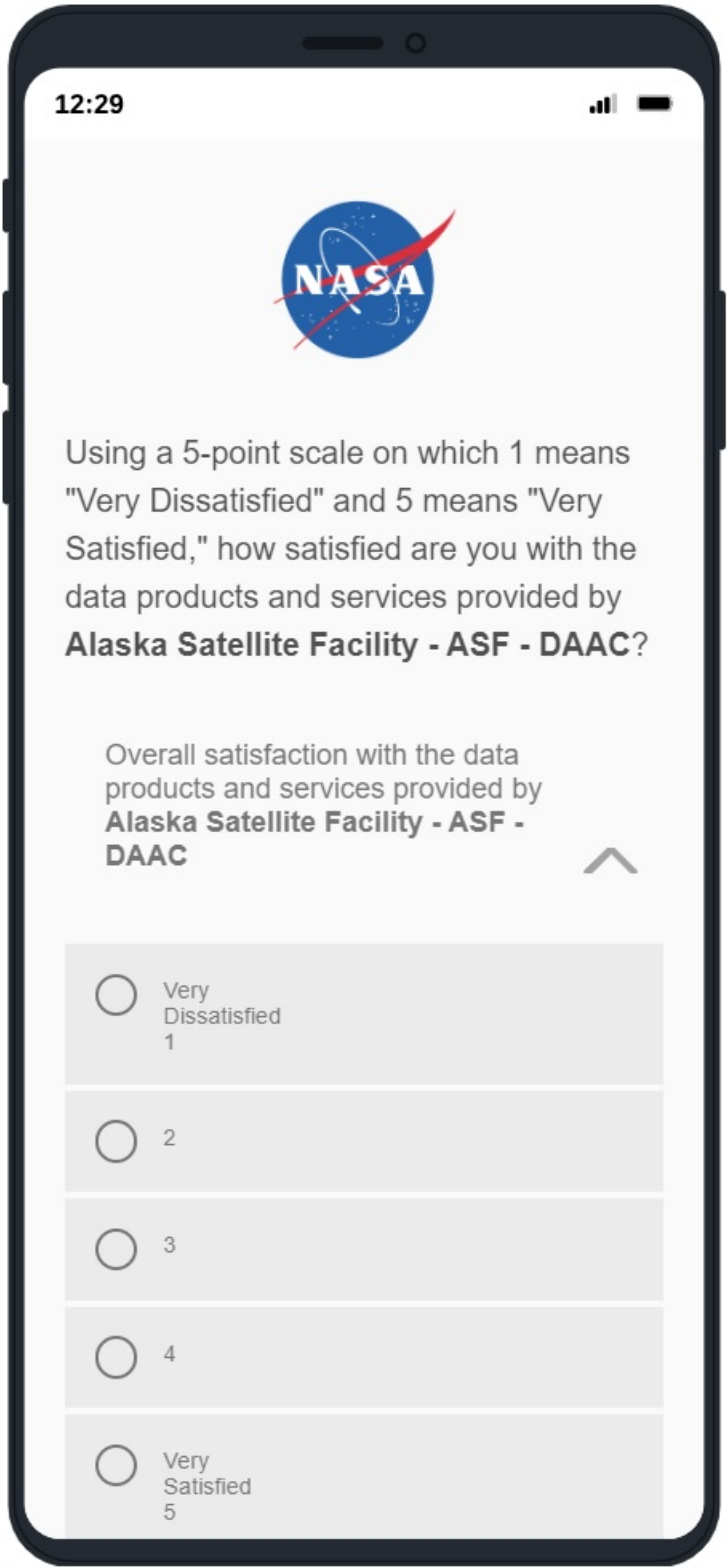 12:29
NASA
Using a 5-point scale on which 1 means
"Very Dissatisfied" and 5 means "Very
Satisfied," how satisfied are you with the
data products and services provided by
Alaska Satellite Facility - ASF - DAAC?
Overall satisfaction with the data
products and services provided by
Alaska Satellite Facility - ASF -
DAAC
Very
Dissatisfied
1
2
3
4
Very
Satisfied
5